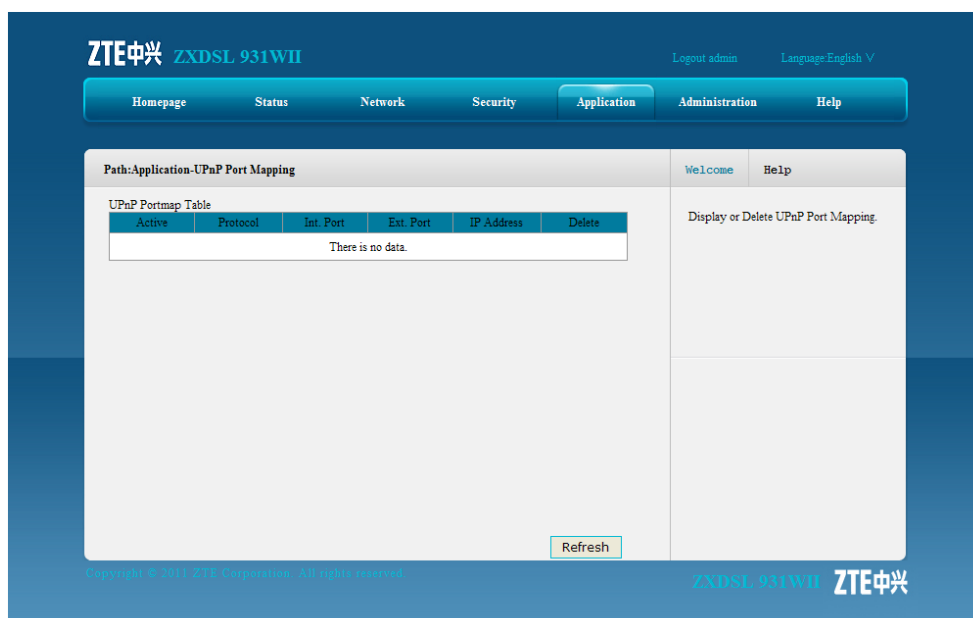 ZTE中兴 ZXDSL 931WII
Logout admin Language:English V
Homepage Status Network Security Application Administration Help
Path:Application-UPnP Port Mapping
Welcome Help
UPnP Portmap Table
Active Protocol Int. Port Ext. Port IP Address Delete
There is no data.
Display or Delete UPnP Port Mapping.
Refresh
Copyright © 2011 ZTE Corporation. All rights reserved.
ZXDSL 931WII ZTE中兴